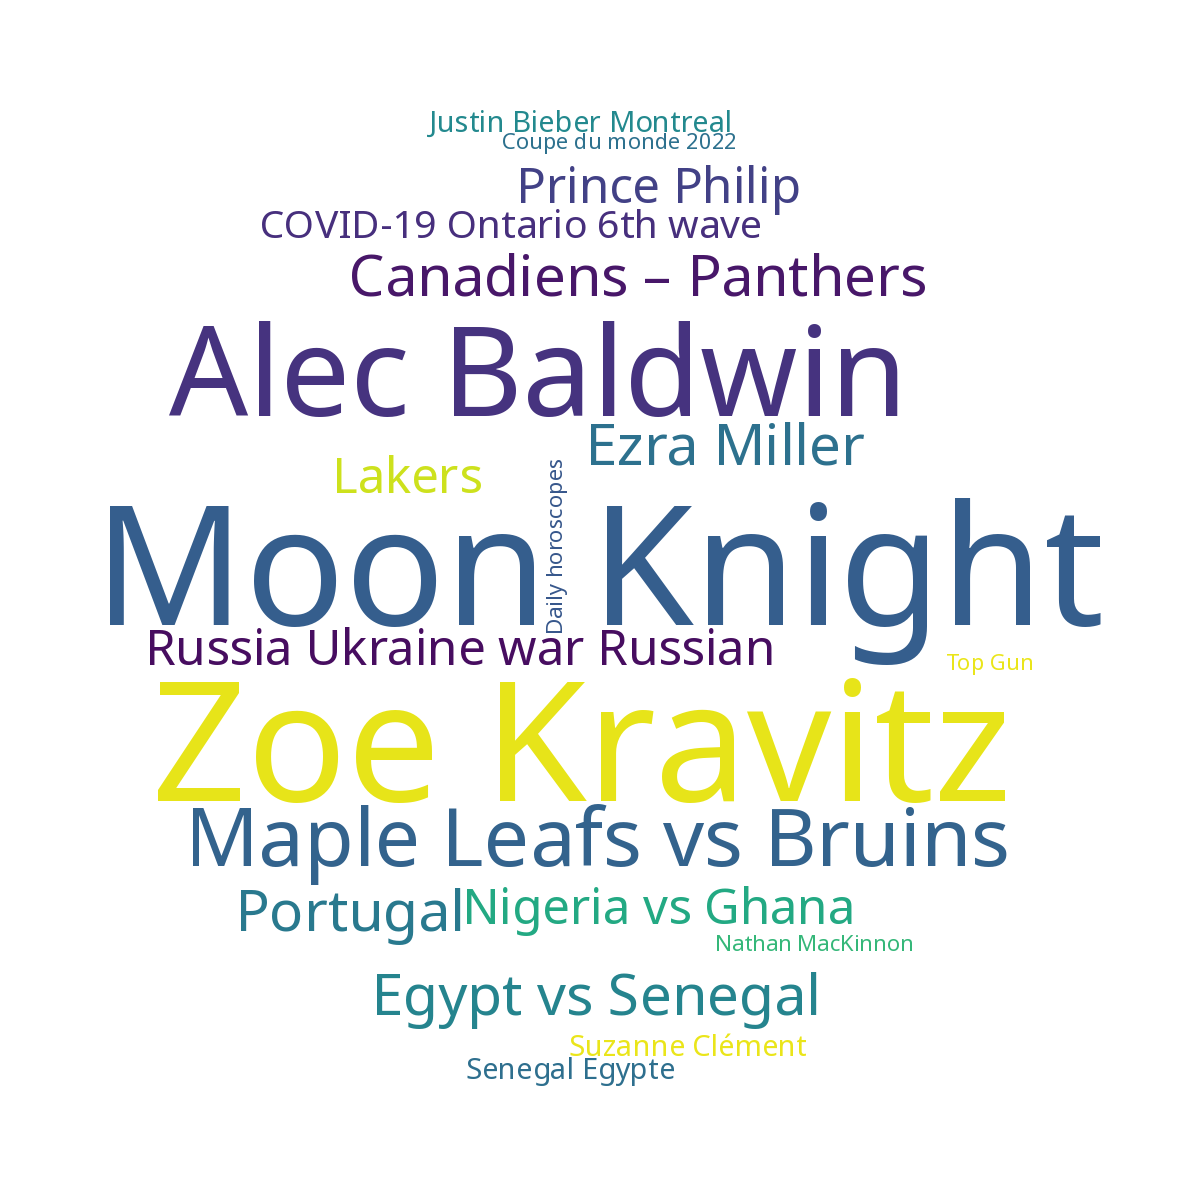 Justin Bieber Montreal
Coupe du monde 2022
Prince Philip
COVID-19 Ontario 6th wave
Canadiens – Panthers
Alec Baldwin
Ezra Miller
Lakers
Daily horoscopes
Moon Knight
Russia Ukraine war Russian
Top Gun
Zoe Kravitz
Maple Leafs vs Bruins
Portugal
Nigeria vs Ghana
Nathan MacKinnon
Egypt vs Senegal
Suzanne Clément
Senegal Egypte